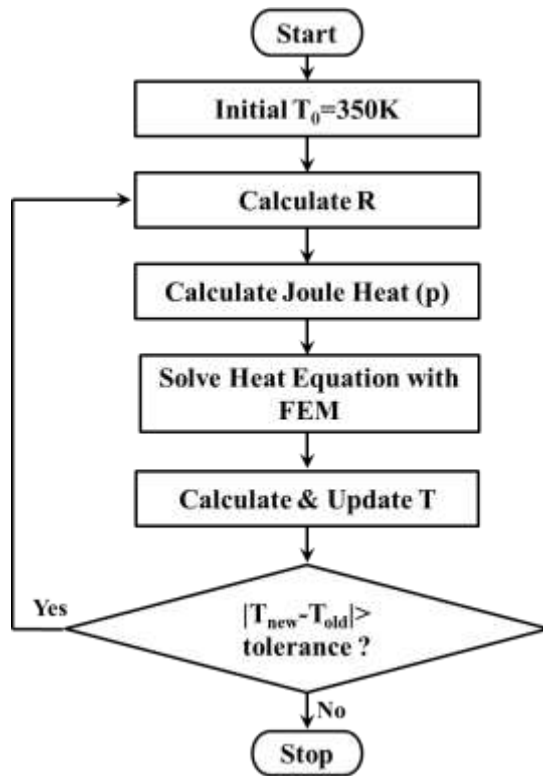 Start
Initial T₀=350K
Calculate R
Calculate Joule Heat (p)
Solve Heat Equation with
FEM
Calculate & Update T
Yes
|Tₙₑw-Tₒₗd|>
tolerance ?
No
Stop